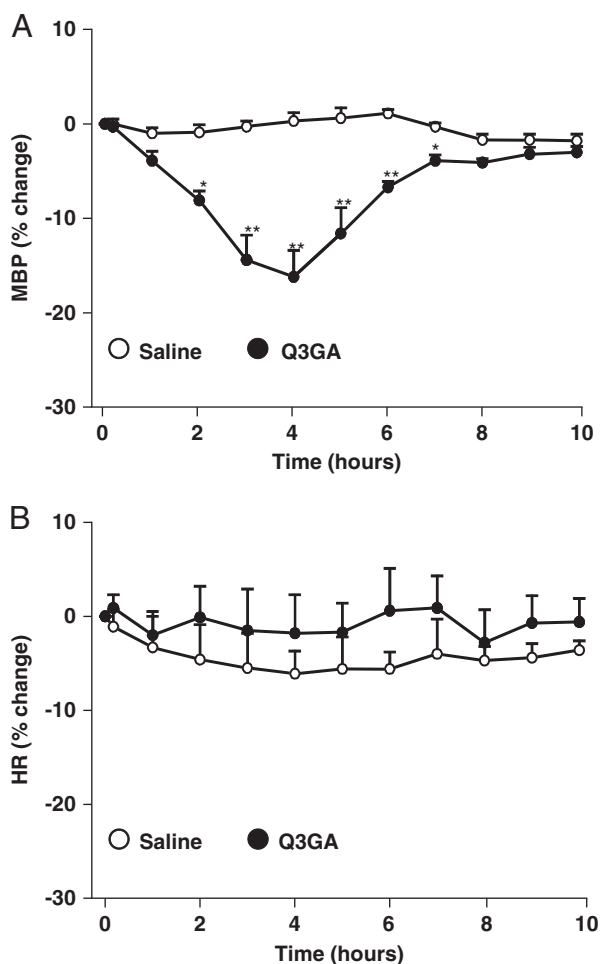 A
10
0
-10
-20
-30
MBP (% change)
*
**
**
**
**
*
Saline Q3GA
0 2 4 6 8 10
Time (hours)
B
10
0
-10
-20
-30
HR (% change)
Saline Q3GA
0 2 4 6 8 10
Time (hours)